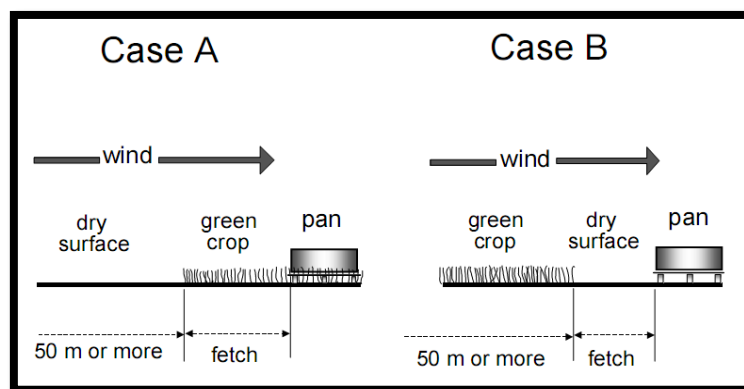 Case A
wind
dry
surface
green
crop
pan
50 m or more
fetch
Case B
wind
green
crop
dry
surface
pan
50 m or more
fetch